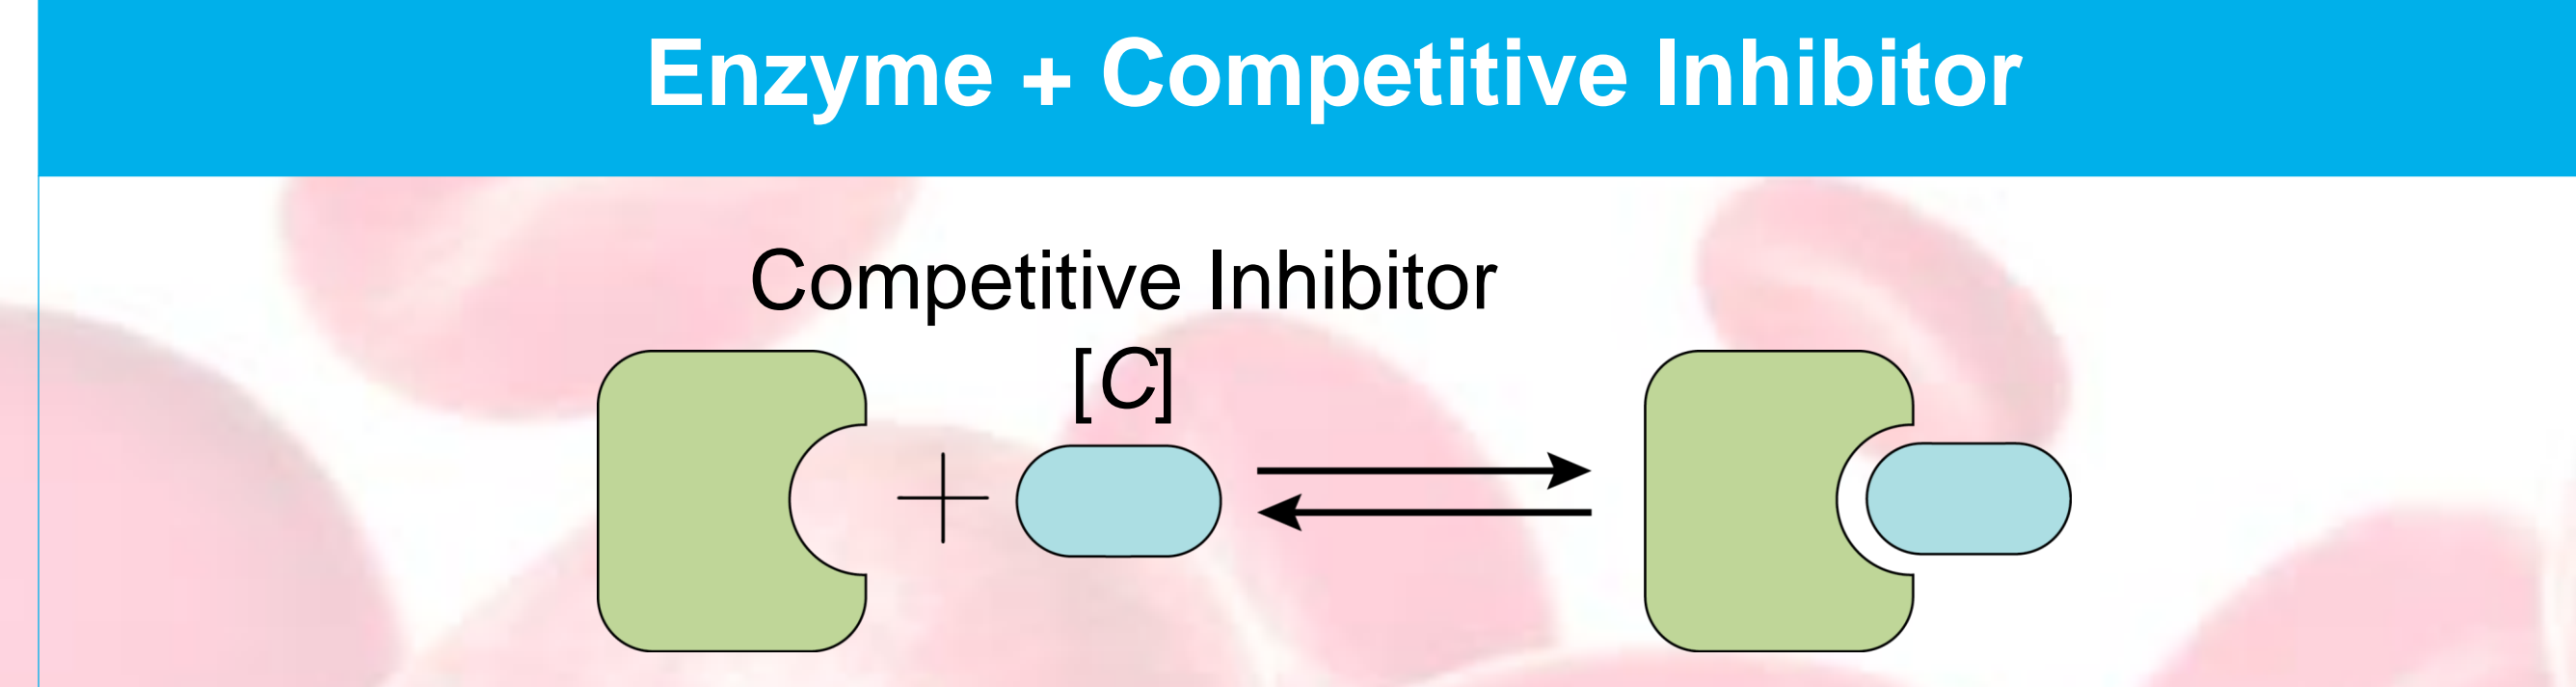 Enzyme + Competitive Inhibitor
Competitive Inhibitor
[C]
+